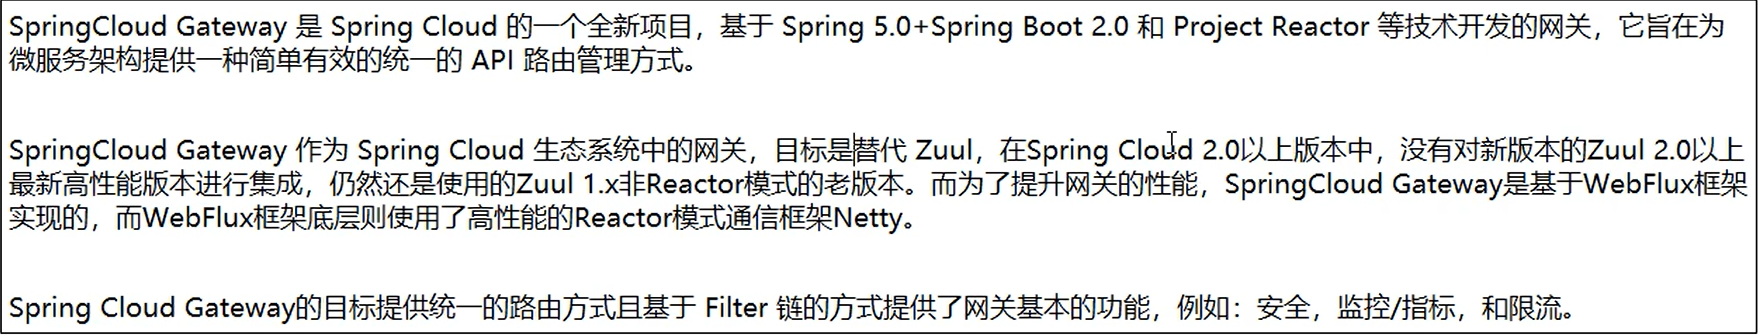 SpringCloud Gateway 是 Spring Cloud 的一个全新项目，基于 Spring 5.0+Spring Boot 2.0 和 Project Reactor 等技术开发的网关，它旨在为
微服务架构提供一种简单有效的统一的 API 路由管理方式。
SpringCloud Gateway 作为 Spring Cloud 生态系统中的网关，目标是替代 Zuul，在Spring Cloud 2.0以上版本中，没有对新版本的Zuul 2.0以上
最新高性能版本进行集成，仍然还是使用的Zuul 1.x非Reactor模式的老版本。而为了提升网关的性能，SpringCloud Gateway是基于WebFlux框架
实现的，而WebFlux框架底层则使用了高性能的Reactor模式通信框架Netty。
Spring Cloud Gateway的目标提供统一的路由方式且基于 Filter 链的方式提供了网关基本的功能，例如：安全，监控/指标，和限流。